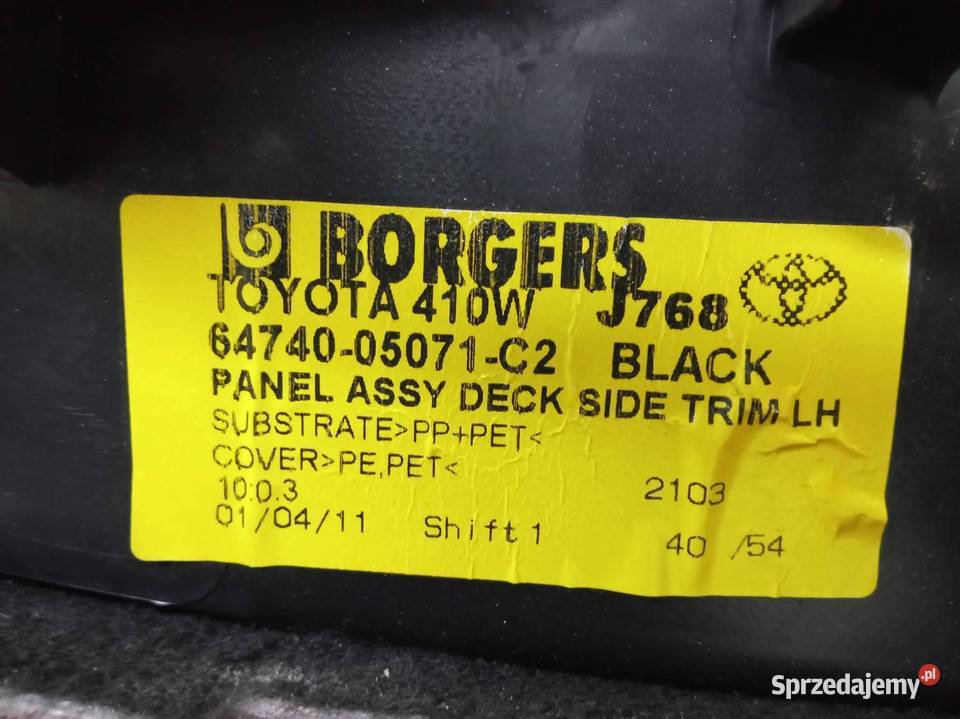 BORGERS
TOYOTA 410W J768
64740-05071-C2 BLACK
PANEL ASSY DECK SIDE TRIM LH
SUBSTRATE>PP+PET<
COVER>PE,PET<
10:0.3 2103
01/04/11 Shift 1 40 /54
Sprzedajemy.pl